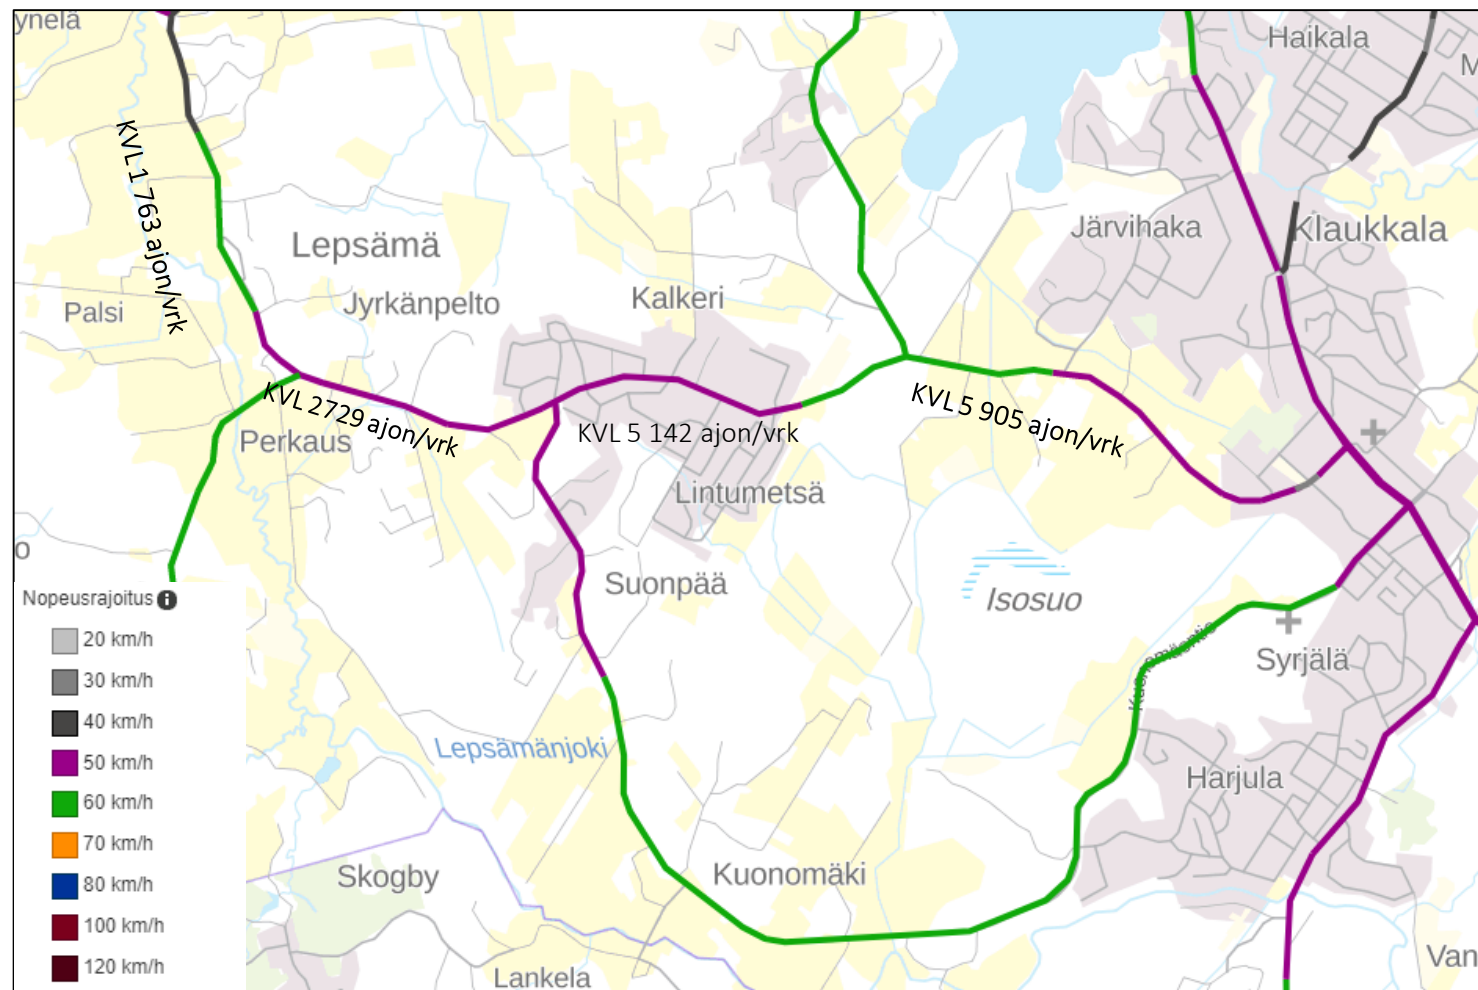 ynelä
Haikala
M
KVL 1 763 ajon/vrk
Lepsämä
Järvihaka
Klaukkala
Palsi
Jyrkänpelto
Kalkeri
KVL 2729 ajon/vrk
KVL 5 905 ajon/vrk
Perkaus
KVL 5 142 ajon/vrk
Lintumetsä
o
Suonpää
Isosuo
Nopeusrajoitus i
20 km/h
30 km/h
40 km/h
50 km/h
60 km/h
70 km/h
80 km/h
100 km/h
120 km/h
Kuonomäentie
Syrjälä
Lepsämänjoki
Harjula
Skogby
Kuonomäki
Lankela
Van